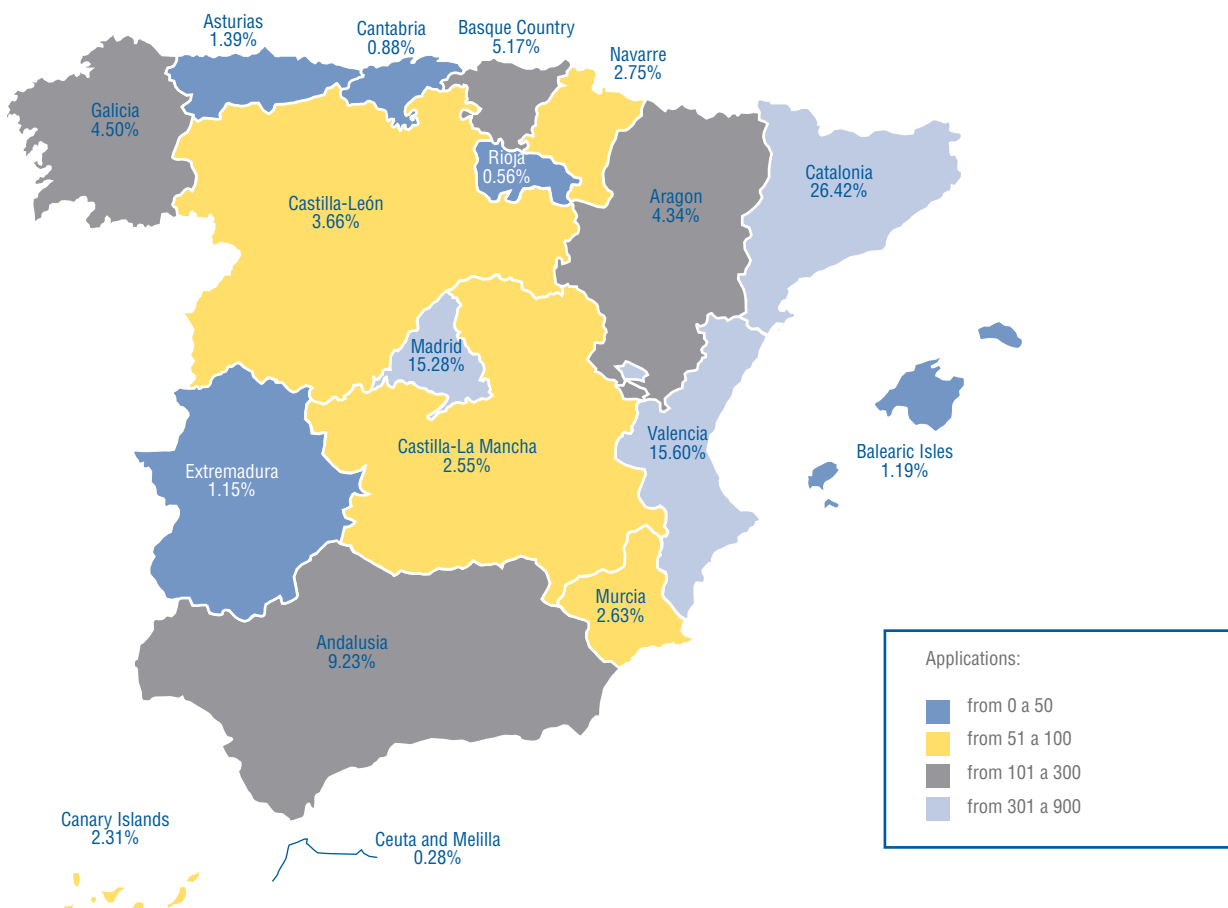 Asturias
1.39%
Cantabria
0.88%
Basque Country
5.17%
Navarre
2.75%
Galicia
4.50%
Rioja
0.56%
Castilla-León
3.66%
Aragon
4.34%
Catalonia
26.42%
Madrid
15.28%
Castilla-La Mancha
2.55%
Valencia
15.60%
Balearic Isles
1.19%
Extremadura
1.15%
Murcia
2.63%
Andalusia
9.23%
Canary Islands
2.31%
Ceuta and Melilla
0.28%
Applications:
from 0 a 50
from 51 a 100
from 101 a 300
from 301 a 900